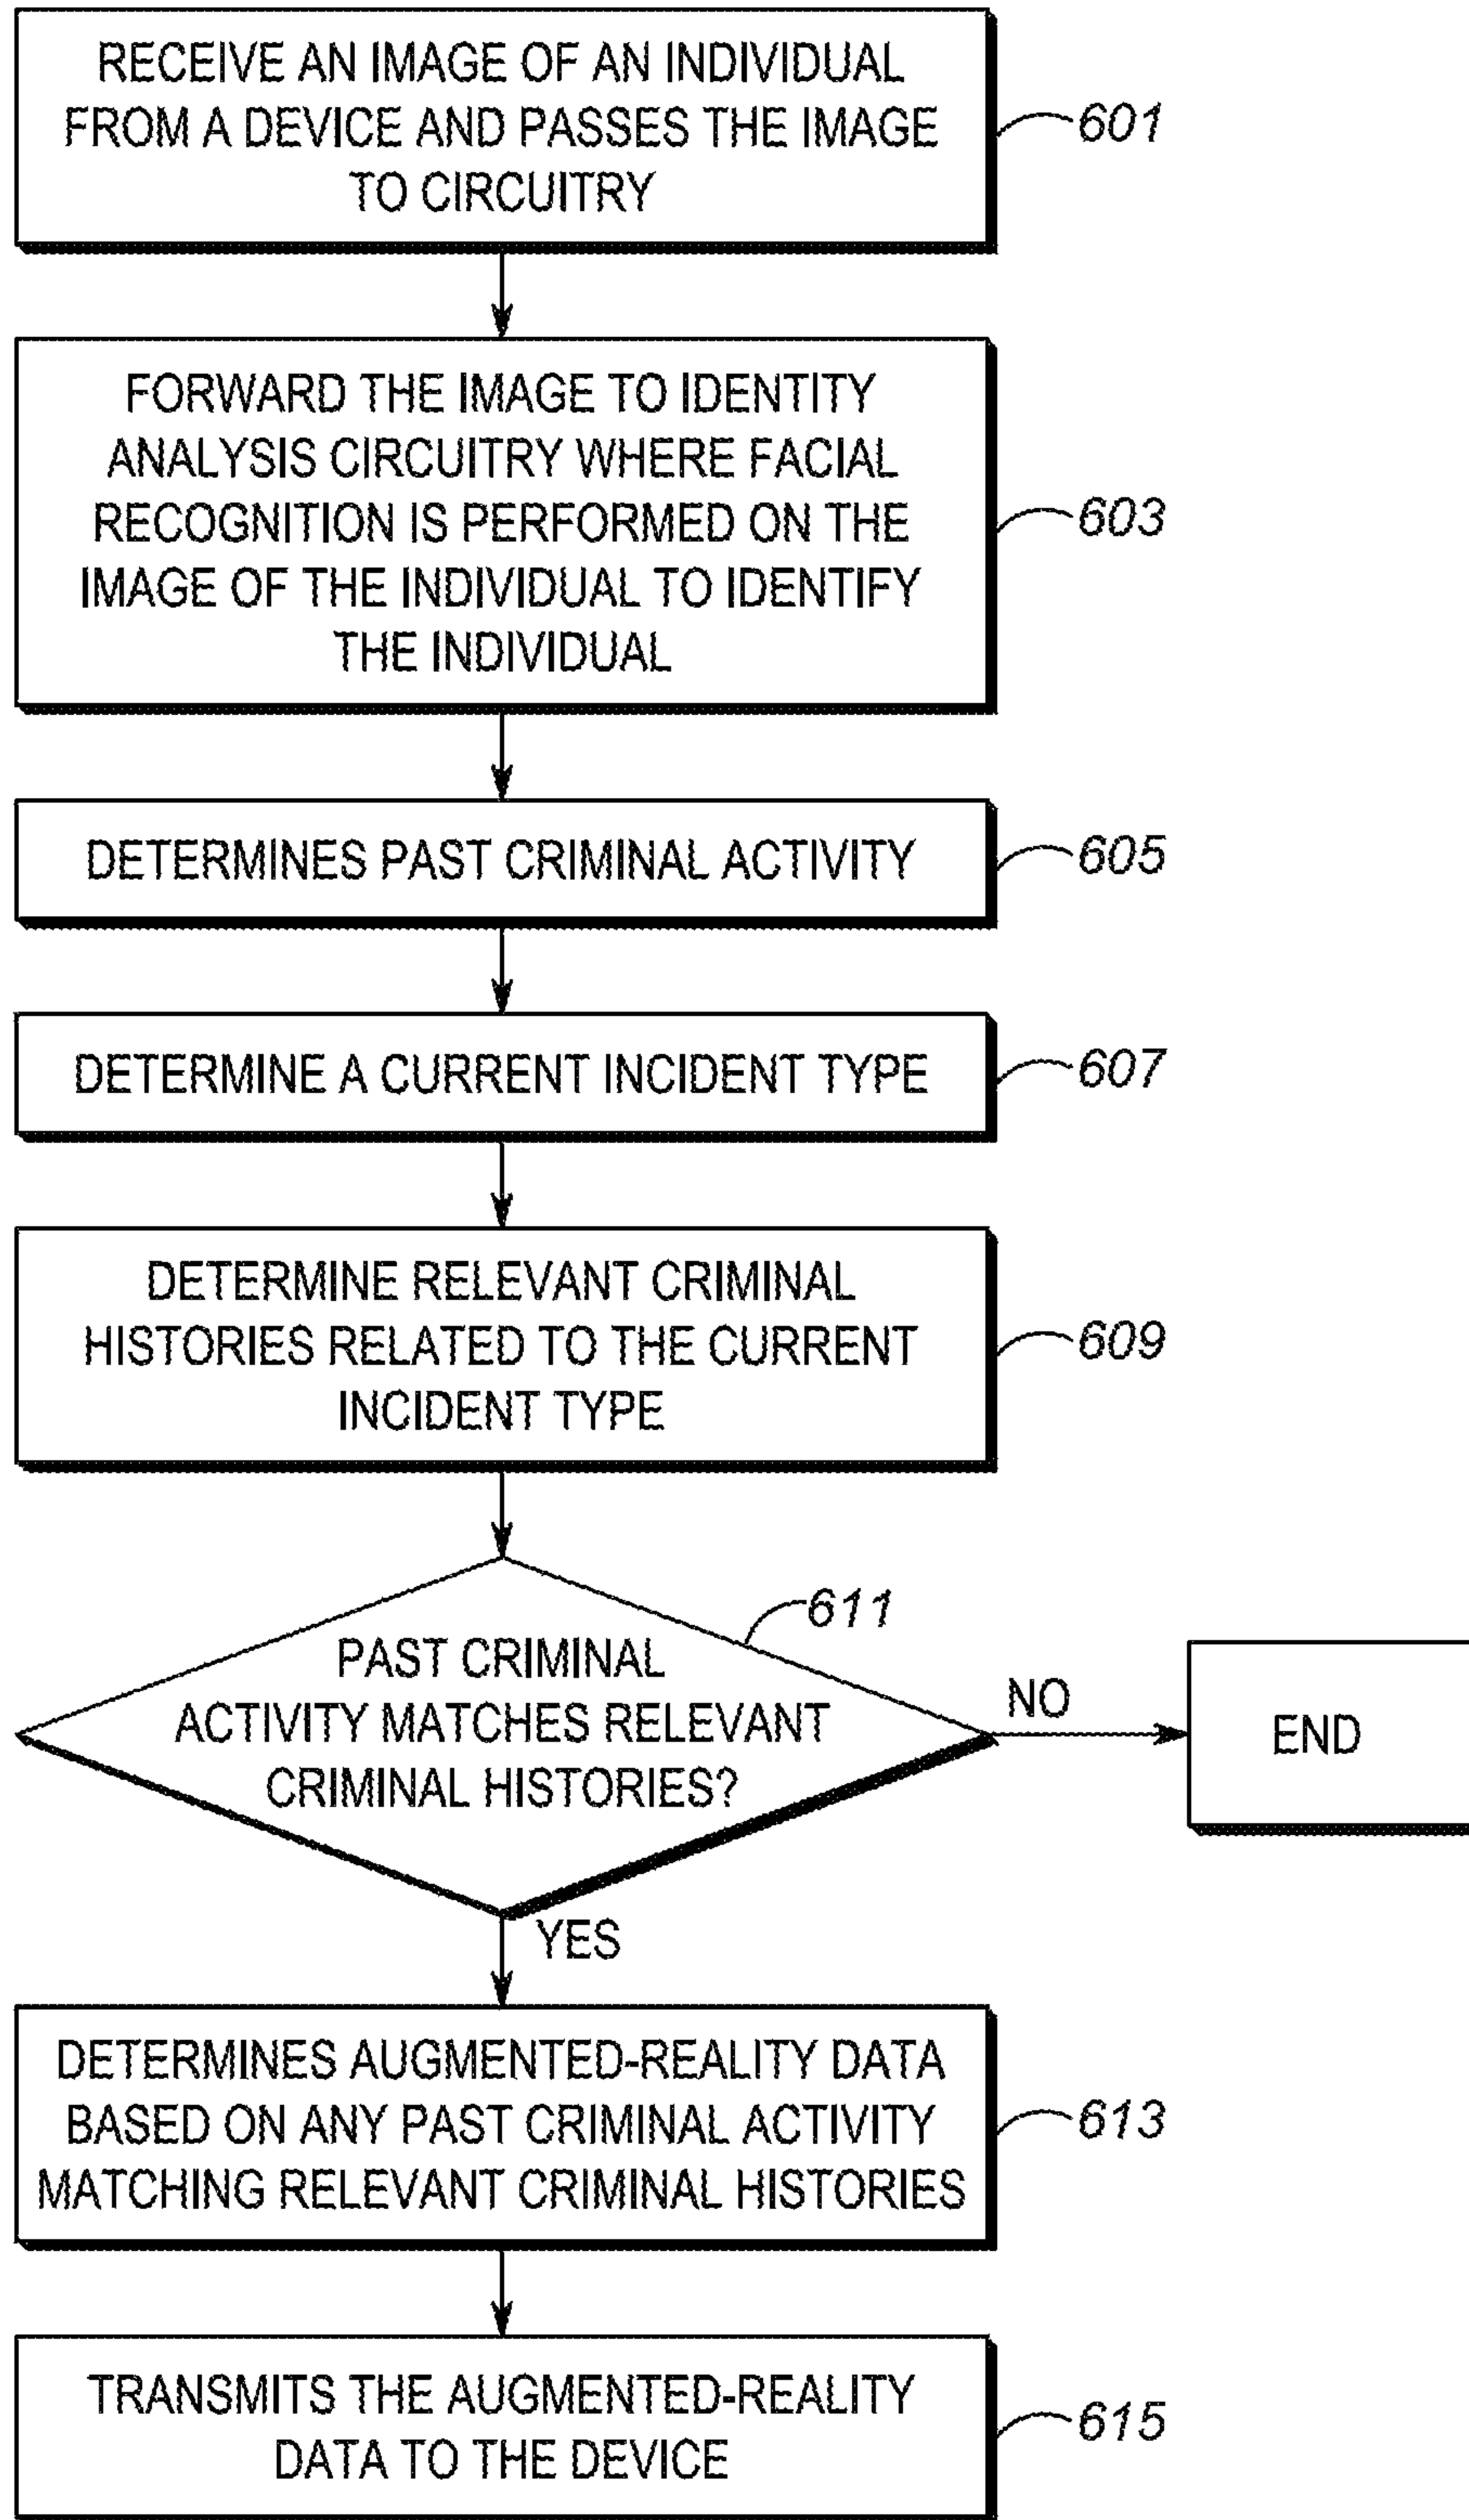 RECEIVE AN IMAGE OF AN INDIVIDUAL
FROM A DEVICE AND PASSES THE IMAGE
TO CIRCUITRY
601
FORWARD THE IMAGE TO IDENTITY
ANALYSIS CIRCUITRY WHERE FACIAL
RECOGNITION IS PERFORMED ON THE
IMAGE OF THE INDIVIDUAL TO IDENTIFY
THE INDIVIDUAL
603
DETERMINES PAST CRIMINAL ACTIVITY
605
DETERMINE A CURRENT INCIDENT TYPE
607
DETERMINE RELEVANT CRIMINAL
HISTORIES RELATED TO THE CURRENT
INCIDENT TYPE
609
611
PAST CRIMINAL
ACTIVITY MATCHES RELEVANT
CRIMINAL HISTORIES?
NO
END
YES
DETERMINES AUGMENTED-REALITY DATA
BASED ON ANY PAST CRIMINAL ACTIVITY
MATCHING RELEVANT CRIMINAL HISTORIES
613
TRANSMITS THE AUGMENTED-REALITY
DATA TO THE DEVICE
615